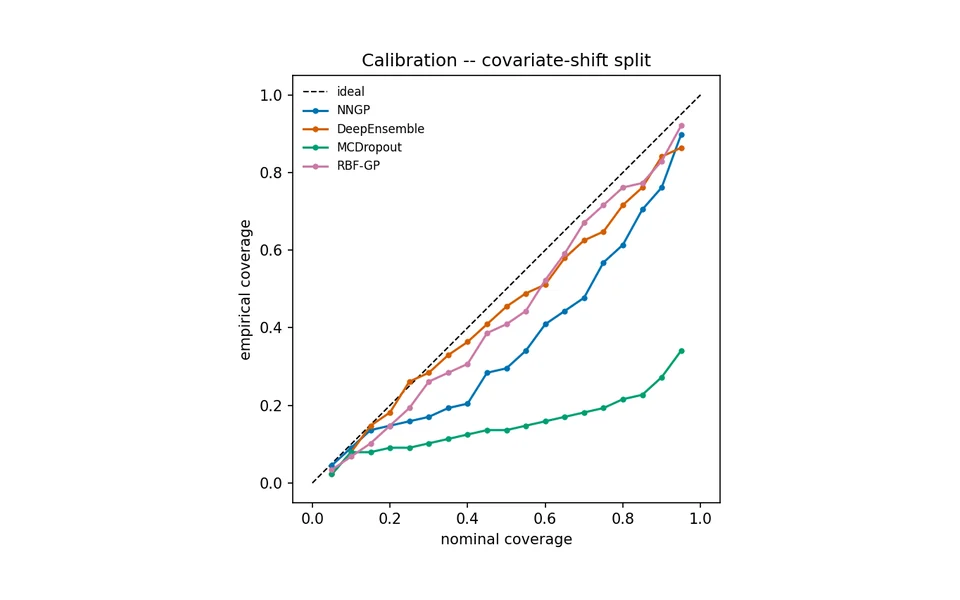 Calibration -- covariate-shift split
ideal
NNGP
DeepEnsemble
MCDropout
RBF-GP
1.0
0.8
0.6
0.4
0.2
0.0
empirical coverage
0.0 0.2 0.4 0.6 0.8 1.0
nominal coverage